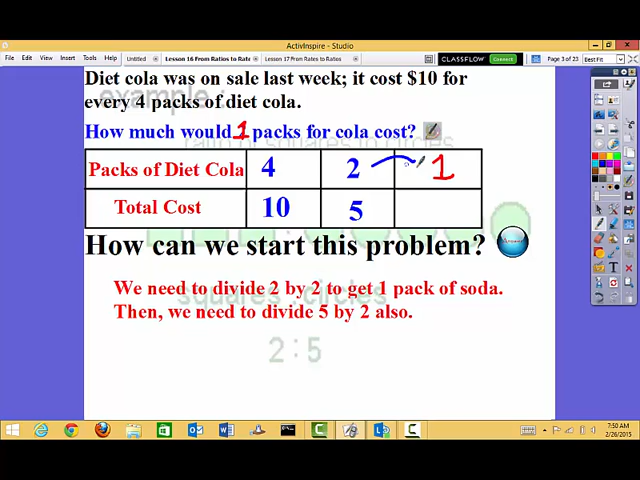 ActivInspire - Studio
File Edit View Insert Tools Help
Untitled Lesson 16 From Ratios to Rate Lesson 17 From Ratios to Rates
CLASSFLOW Connect Page 3 of 23 Best Fit
example :
Diet cola was on sale last week; it cost $10 for
every 4 packs of diet cola.
How much would 1 packs for cola cost?
Packs of Diet Cola 4 2 1
Total Cost 10 5
How can we start this problem?
We need to divide 2 by 2 to get 1 pack of soda.
Then, we need to divide 5 by 2 also.
squares : circles
2 : 5
7:50 AM
2/26/2015